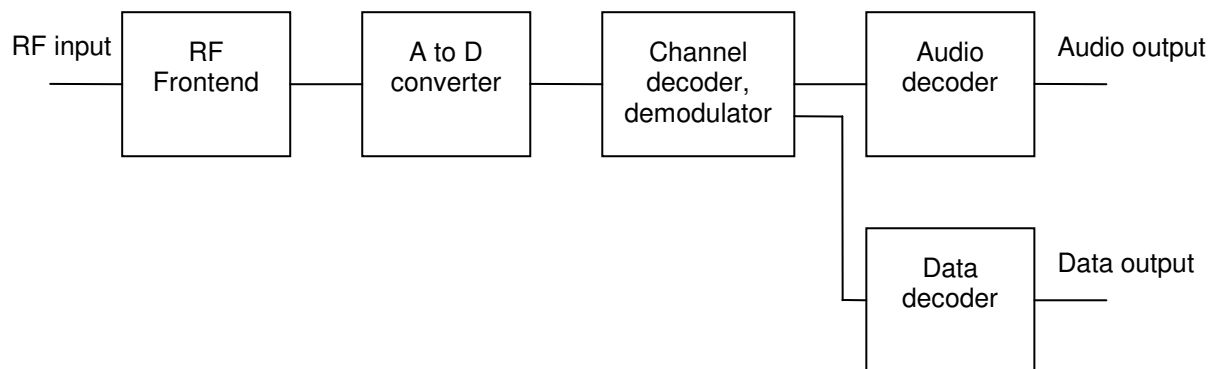 RF input
RF
Frontend
A to D
converter
Channel
decoder,
demodulator
Audio
decoder
Audio output
Data
decoder
Data output